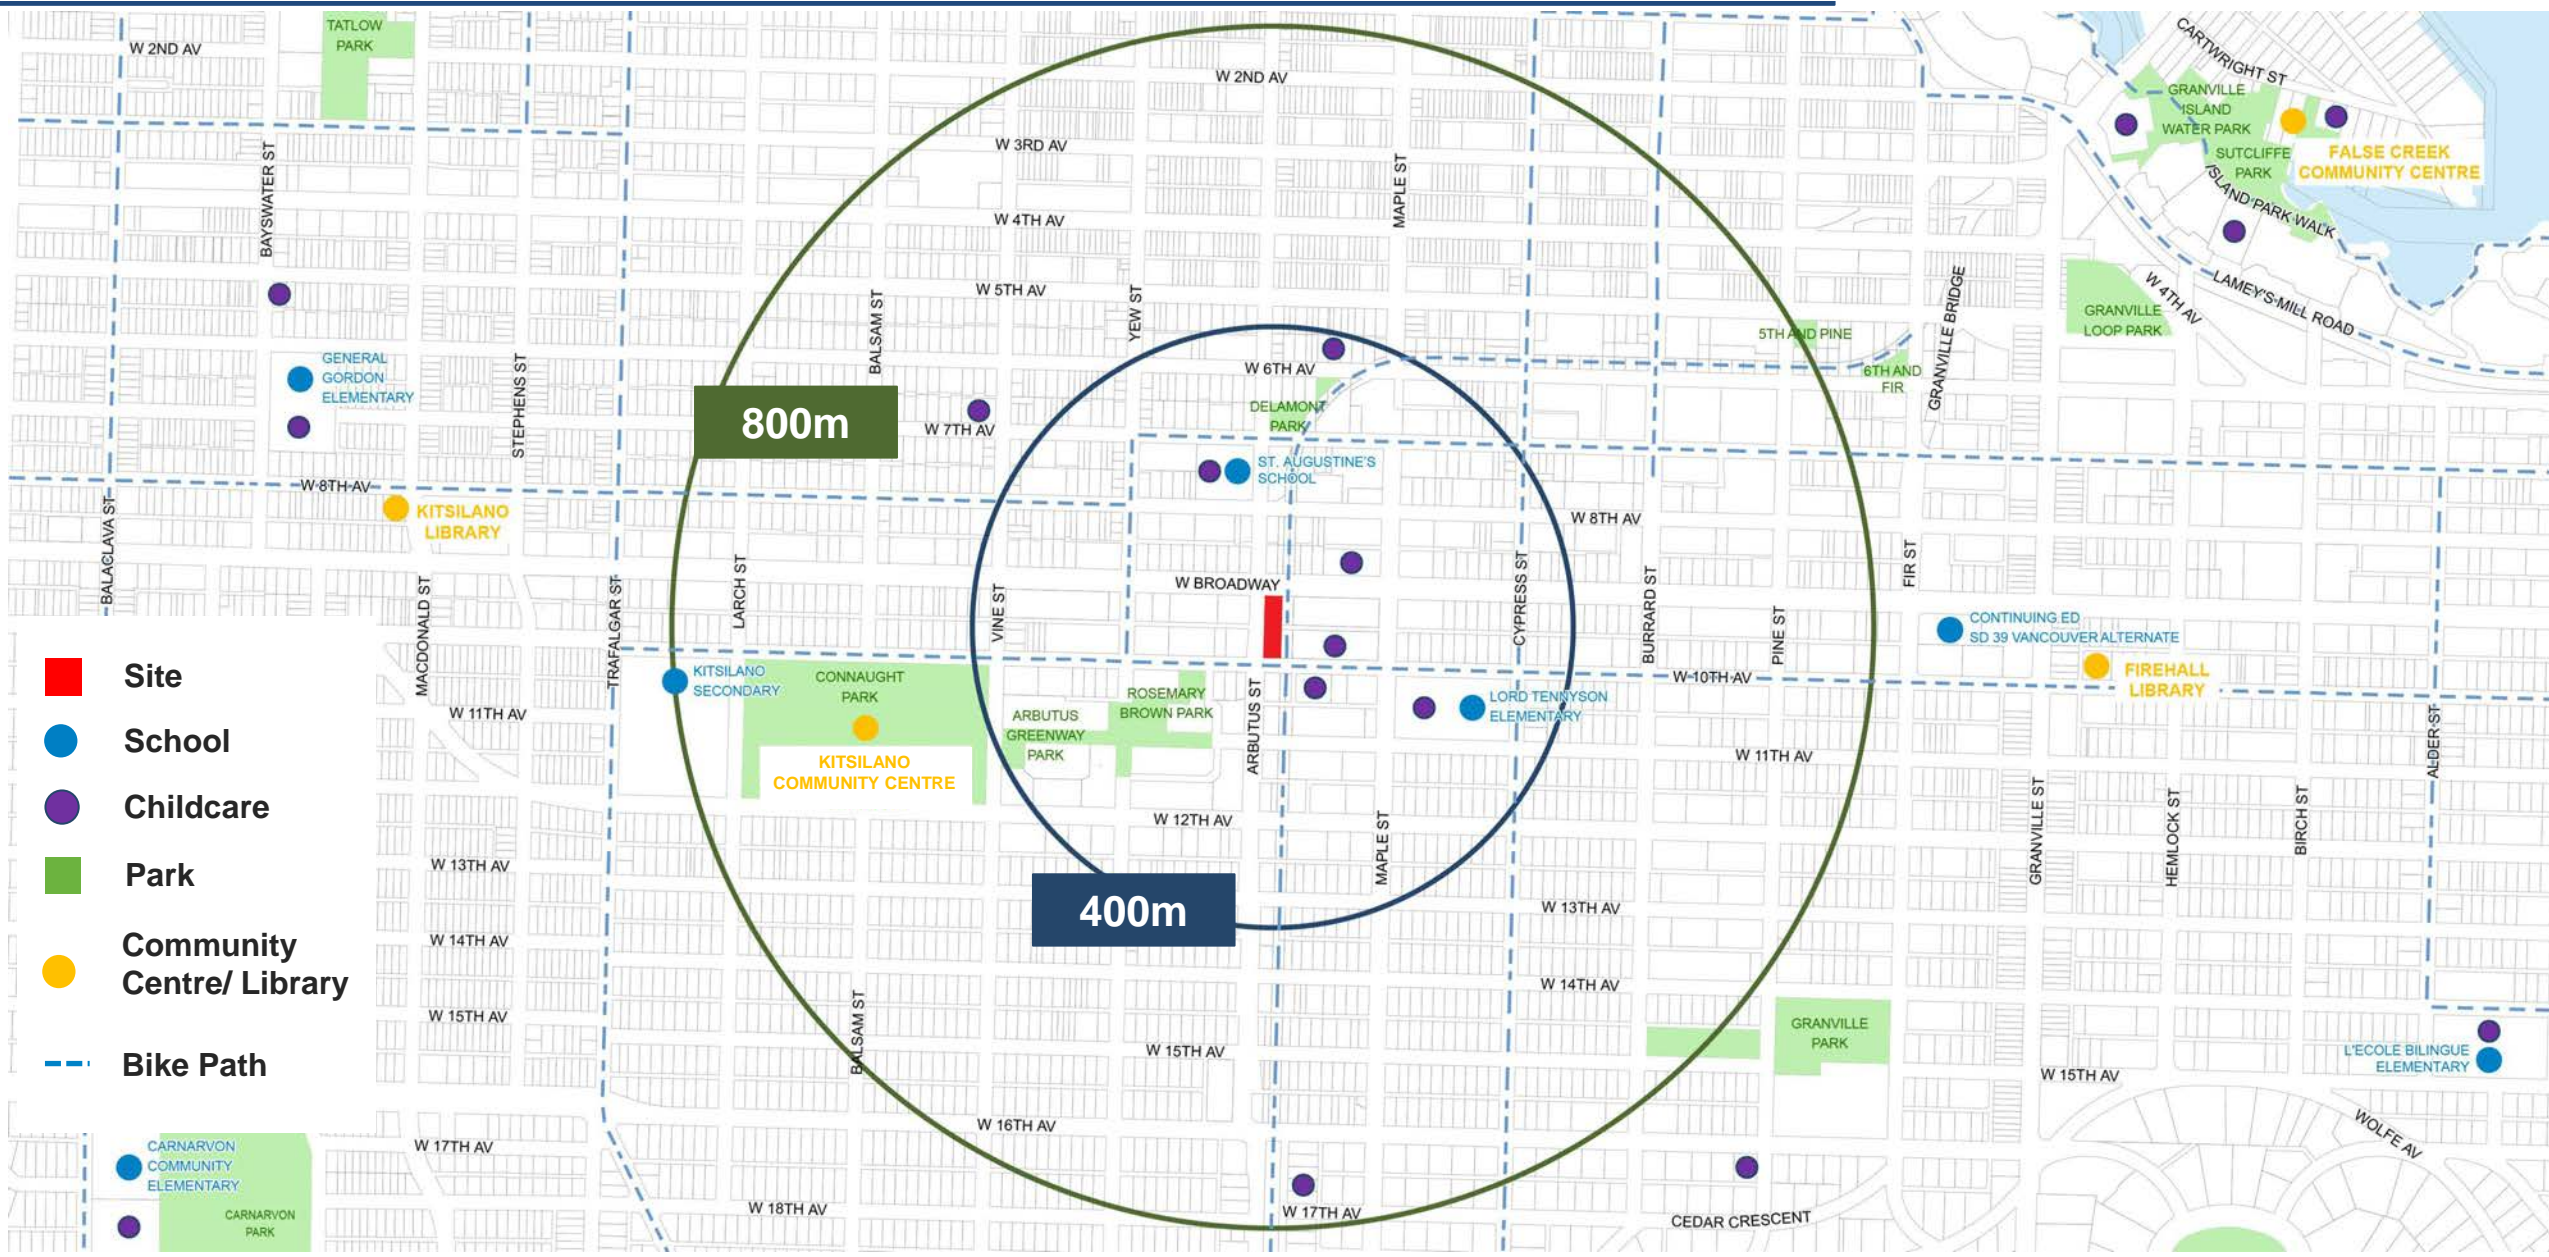 TATLOW
PARK
W 2ND AV
W 2ND AV
CARTWRIGHT ST
GRANVILLE
ISLAND
WATER PARK
SUTCLIFFE
PARK
FALSE CREEK
COMMUNITY CENTRE
ISLAND PARK WALK
W 3RD AV
MAPLE ST
BAYSWATER ST
W 4TH AV
W 5TH AV
YEW ST
BALSAM ST
GRANVILLE BRIDGE
W 4TH AV
LAMEY'S MILL ROAD
GRANVILLE
LOOP PARK
5TH AND PINE
6TH AND
FIR
GENERAL
GORDON
ELEMENTARY
STEPHENS ST
W 6TH AV
DELAMONT
PARK
800m
W 7TH AV
ST. AUGUSTINE'S
SCHOOL
W 8TH AV
KITSILANO
LIBRARY
W 8TH AV
BALACLAVA ST
MACDONALD ST
TRAFALGAR ST
LARCH ST
VINE ST
W BROADWAY
CYPRESS ST
BURRARD ST
PINE ST
FIR ST
CONTINUING ED
SD 39 VANCOUVER ALTERNATE
FIREHALL
LIBRARY
KITSILANO
SECONDARY
CONNAUGHT
PARK
KITSILANO
COMMUNITY CENTRE
ARBUTUS
GREENWAY
PARK
ROSEMARY
BROWN PARK
ARBUTUS ST
LORD TENNYSON
ELEMENTARY
W 10TH AV
W 11TH AV
W 11TH AV
ALDER ST
GRANVILLE ST
HEMLOCK ST
BIRCH ST
W 12TH AV
MAPLE ST
W 13TH AV
W 13TH AV
400m
W 14TH AV
W 14TH AV
W 15TH AV
BALSAM ST
W 15TH AV
GRANVILLE
PARK
W 15TH AV
L'ECOLE BILINGUE
ELEMENTARY
WOLFE AV
W 16TH AV
W 17TH AV
W 17TH AV
W 18TH AV
CEDAR CRESCENT
Site
School
Childcare
Park
Community
Centre/ Library
Bike Path
CARNARVON
COMMUNITY
ELEMENTARY
CARNARVON
PARK